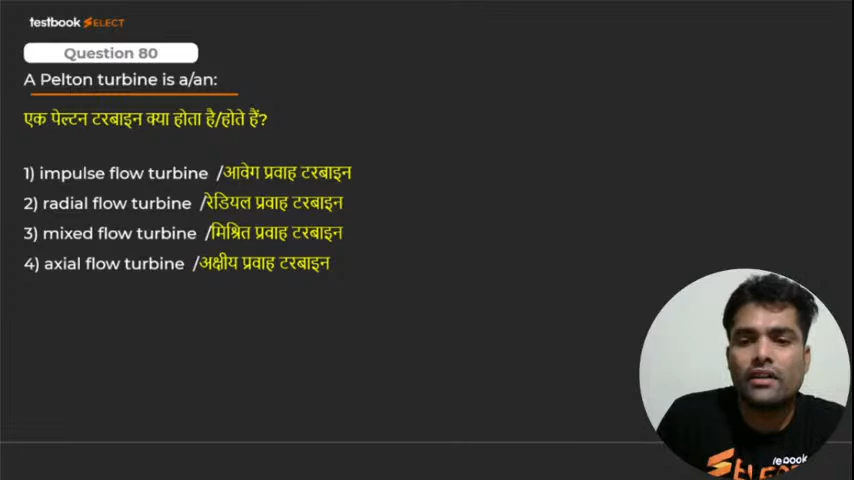 testbook SELECT
Question 80
A Pelton turbine is a/an:
एक पेल्टन टरबाइन क्या होता है/होते हैं?
1) impulse flow turbine /आवेग प्रवाह टरबाइन
2) radial flow turbine /रेडियल प्रवाह टरबाइन
3) mixed flow turbine /मिश्रित प्रवाह टरबाइन
4) axial flow turbine /अक्षीय प्रवाह टरबाइन